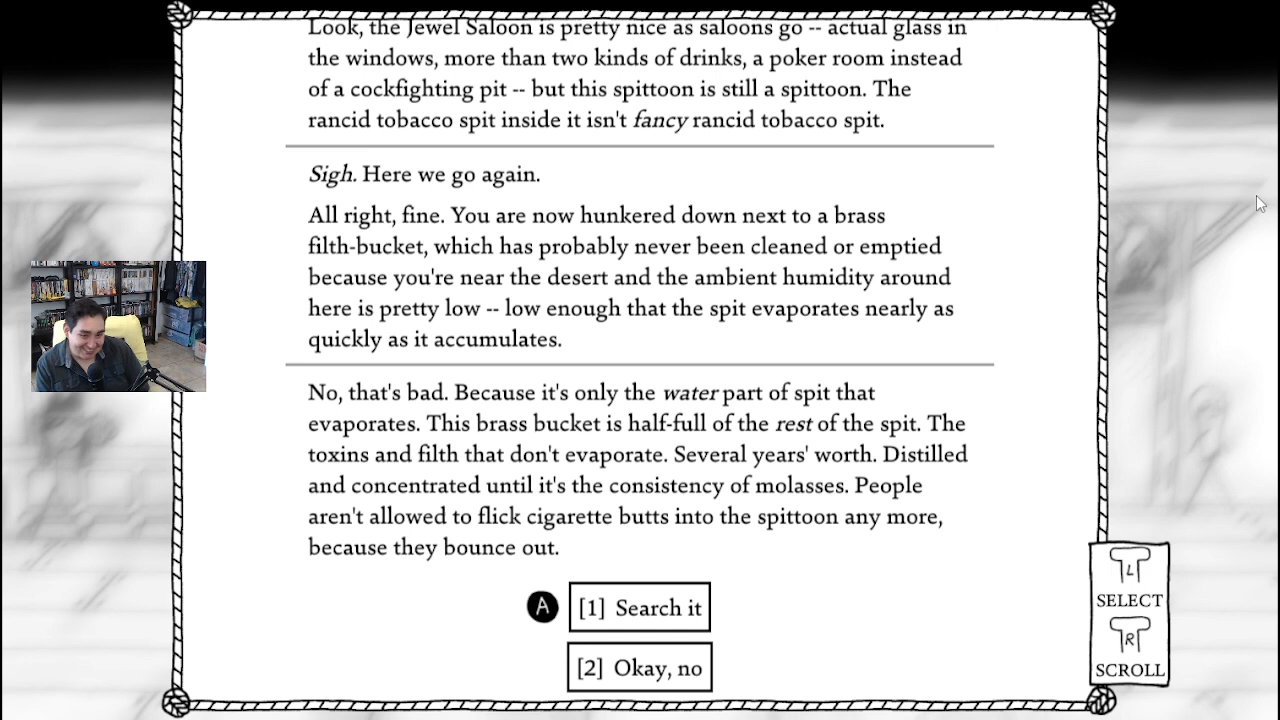 Look, the Jewel Saloon is pretty nice as saloons go -- actual glass in
the windows, more than two kinds of drinks, a poker room instead
of a cockfighting pit -- but this spittoon is still a spittoon. The
rancid tobacco spit inside it isn't fancy rancid tobacco spit.
Sigh. Here we go again.
All right, fine. You are now hunkered down next to a brass
filth-bucket, which has probably never been cleaned or emptied
because you're near the desert and the ambient humidity around
here is pretty low -- low enough that the spit evaporates nearly as
quickly as it accumulates.
No, that's bad. Because it's only the water part of spit that
evaporates. This brass bucket is half-full of the rest of the spit. The
toxins and filth that don't evaporate. Several years' worth. Distilled
and concentrated until it's the consistency of molasses. People
aren't allowed to flick cigarette butts into the spittoon any more,
because they bounce out.
A [1] Search it
[2] Okay, no
L
SELECT
R
SCROLL